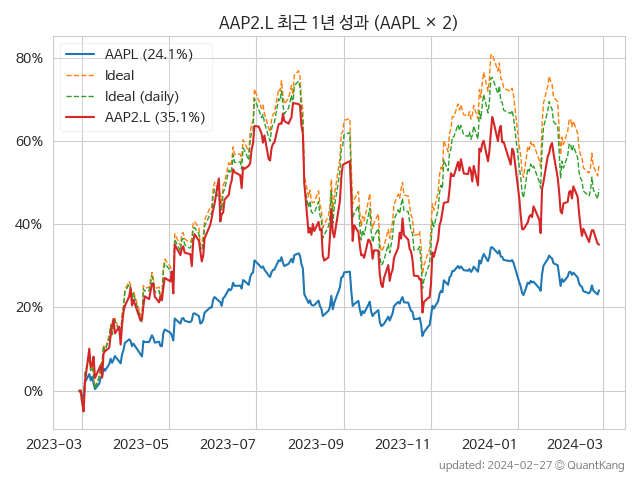 AAP2.L 최근 1년 성과 (AAPL × 2)
AAPL (24.1%)
Ideal
Ideal (daily)
AAP2.L (35.1%)
80%
60%
40%
20%
0%
2023-03 2023-05 2023-07 2023-09 2023-11 2024-01 2024-03
updated: 2024-02-27 © QuantKang